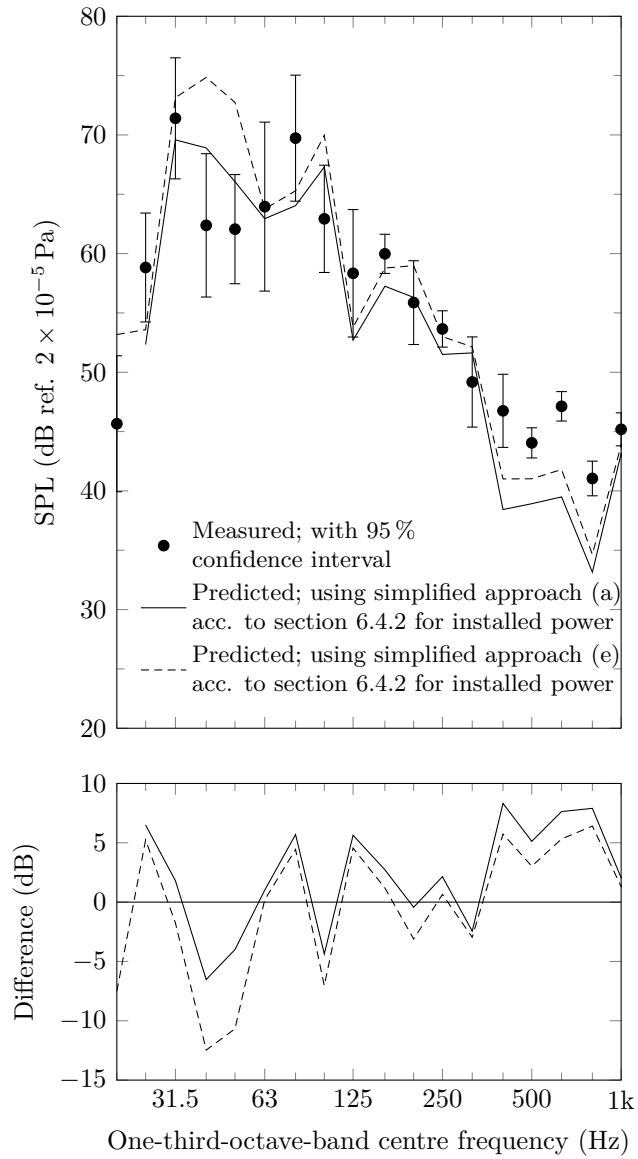 80
70
60
50
40
30
20
SPL (dB ref. 2 × 10⁻⁵ Pa)
Measured; with 95 %
confidence interval
Predicted; using simplified approach (a)
acc. to section 6.4.2 for installed power
Predicted; using simplified approach (e)
acc. to section 6.4.2 for installed power
10
5
0
−5
−10
−15
Difference (dB)
31.5 63 125 250 500 1k
One-third-octave-band centre frequency (Hz)